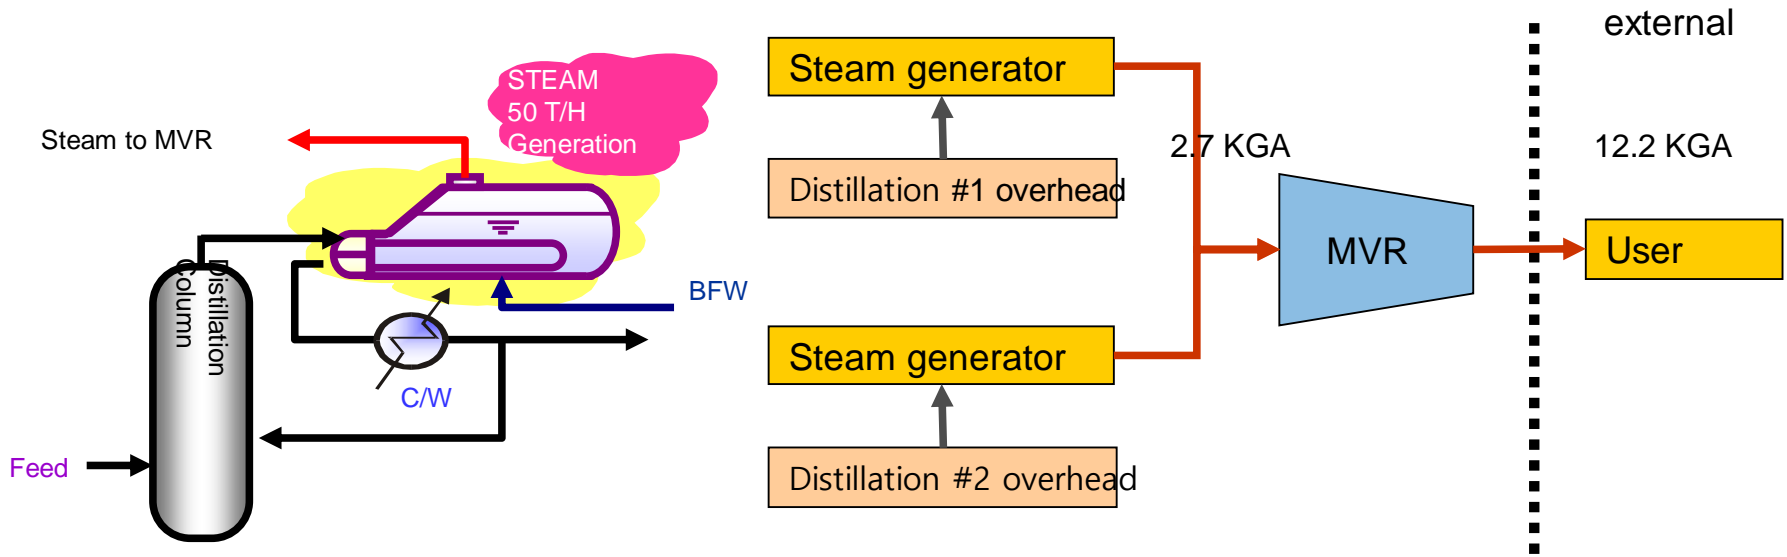 STEAM
50 T/H
Generation
Steam to MVR
Distillation
Column
BFW
C/W
Feed
Steam generator
Distillation #1 overhead
2.7 KGA
Steam generator
Distillation #2 overhead
MVR
external
12.2 KGA
User